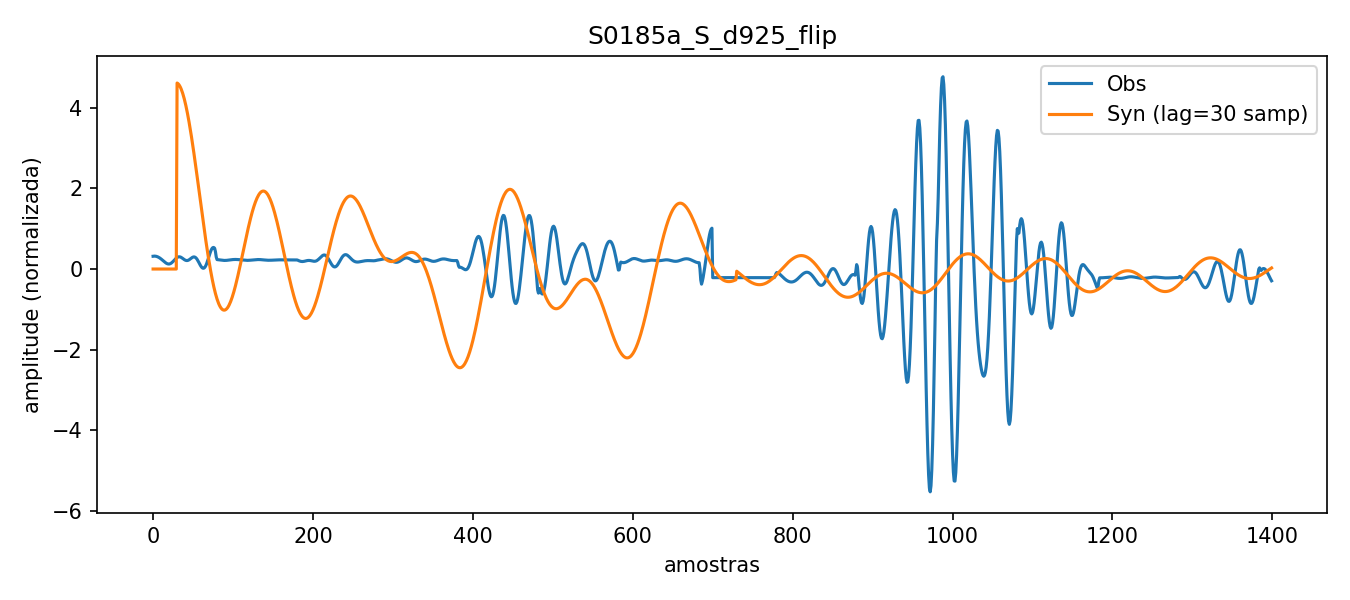 S0185a_S_d925_flip
Obs
Syn (lag=30 samp)
amplitude (normalizada)
4
2
0
−2
−4
−6
0 200 400 600 800 1000 1200 1400
amostras